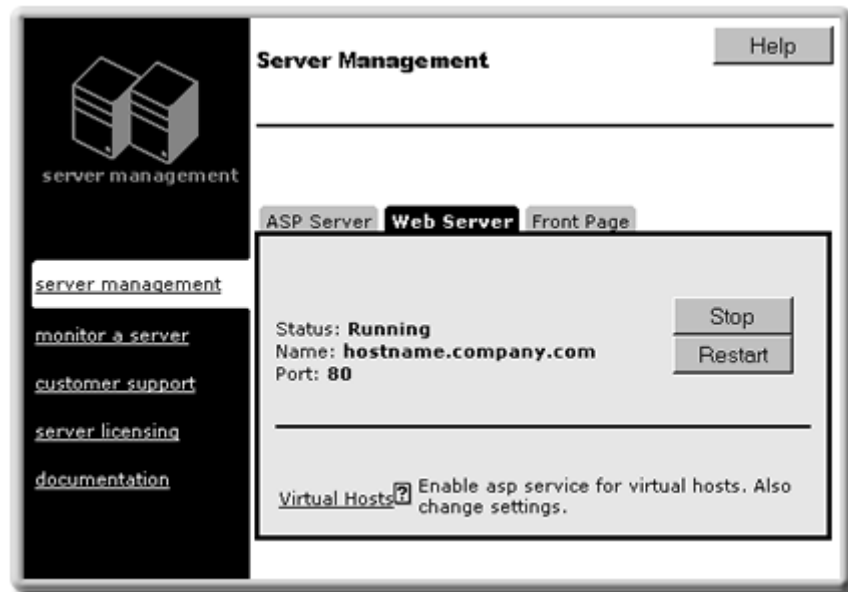 Server Management
Help
server management
ASP Server
Web Server
Front Page
server management
monitor a server
customer support
server licensing
documentation
Status: Running
Name: hostname.company.com
Port: 80
Stop
Restart
Virtual Hosts
?
Enable asp service for virtual hosts. Also
change settings.